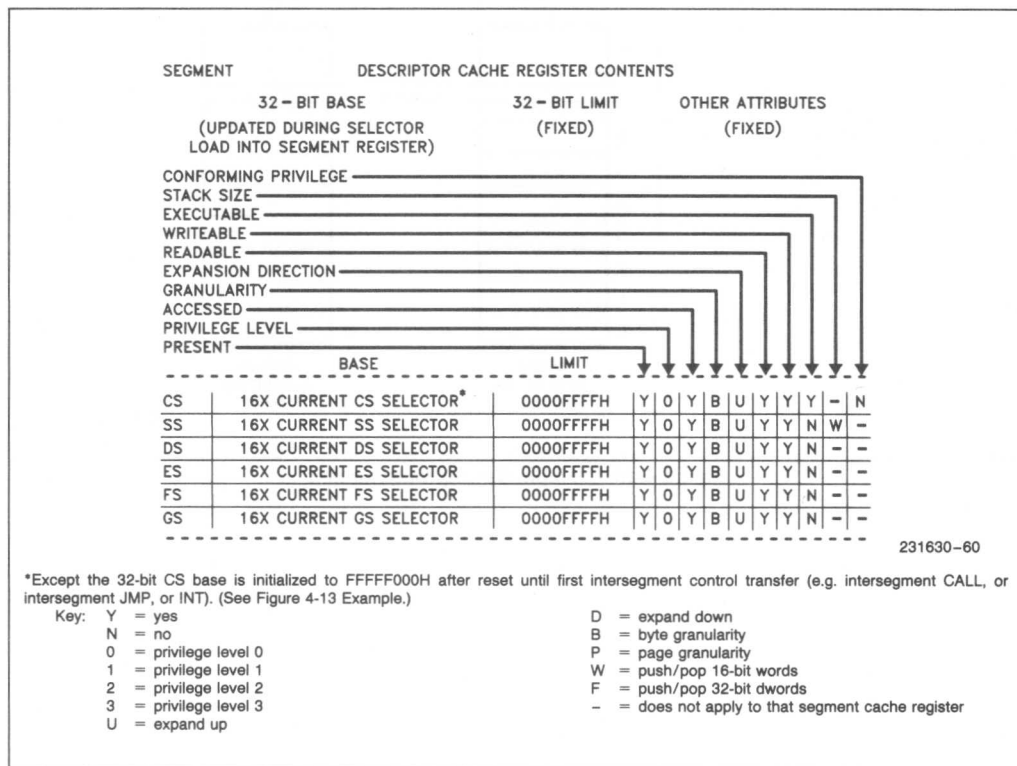 SEGMENT DESCRIPTOR CACHE REGISTER CONTENTS
32 – BIT BASE 32 – BIT LIMIT OTHER ATTRIBUTES
(UPDATED DURING SELECTOR (FIXED) (FIXED)
LOAD INTO SEGMENT REGISTER)
CONFORMING PRIVILEGE
STACK SIZE
EXECUTABLE
WRITEABLE
READABLE
EXPANSION DIRECTION
GRANULARITY
ACCESSED
PRIVILEGE LEVEL
PRESENT
BASE LIMIT
CS 16X CURRENT CS SELECTOR* 0000FFFFH Y 0 Y B U Y Y Y – N
SS 16X CURRENT SS SELECTOR 0000FFFFH Y 0 Y B U Y Y N W –
DS 16X CURRENT DS SELECTOR 0000FFFFH Y 0 Y B U Y Y N – –
ES 16X CURRENT ES SELECTOR 0000FFFFH Y 0 Y B U Y Y N – –
FS 16X CURRENT FS SELECTOR 0000FFFFH Y 0 Y B U Y Y N – –
GS 16X CURRENT GS SELECTOR 0000FFFFH Y 0 Y B U Y Y N – –
231630–60
*Except the 32-bit CS base is initialized to FFFFF000H after reset until first intersegment control transfer (e.g. intersegment CALL, or
intersegment JMP, or INT). (See Figure 4-13 Example.)
Key: Y = yes
N = no
0 = privilege level 0
1 = privilege level 1
2 = privilege level 2
3 = privilege level 3
U = expand up
D = expand down
B = byte granularity
P = page granularity
W = push/pop 16-bit words
F = push/pop 32-bit dwords
– = does not apply to that segment cache register